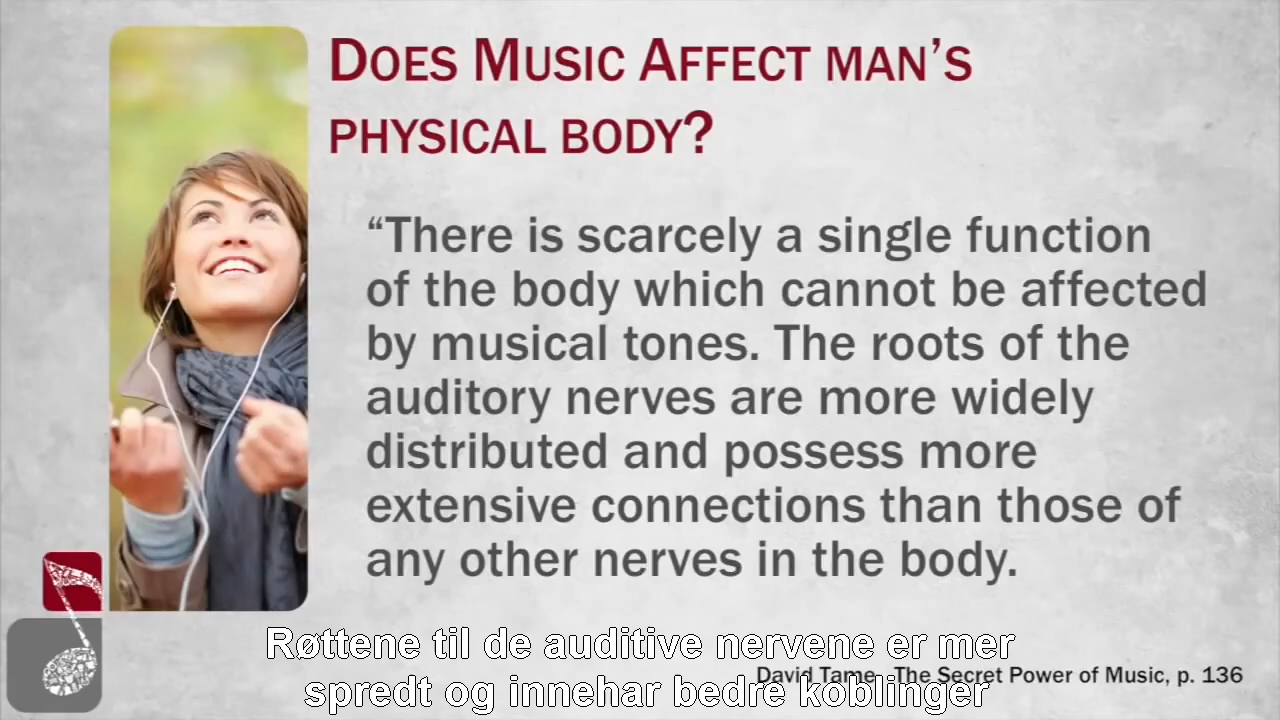 DOES MUSIC AFFECT MAN'S
PHYSICAL BODY?
“There is scarcely a single function
of the body which cannot be affected
by musical tones. The roots of the
auditory nerves are more widely
distributed and possess more
extensive connections than those of
any other nerves in the body.
Røttene til de auditive nervene er mer
spredt og innehar bedre koblinger
David Tame, The Secret Power of Music, p. 136